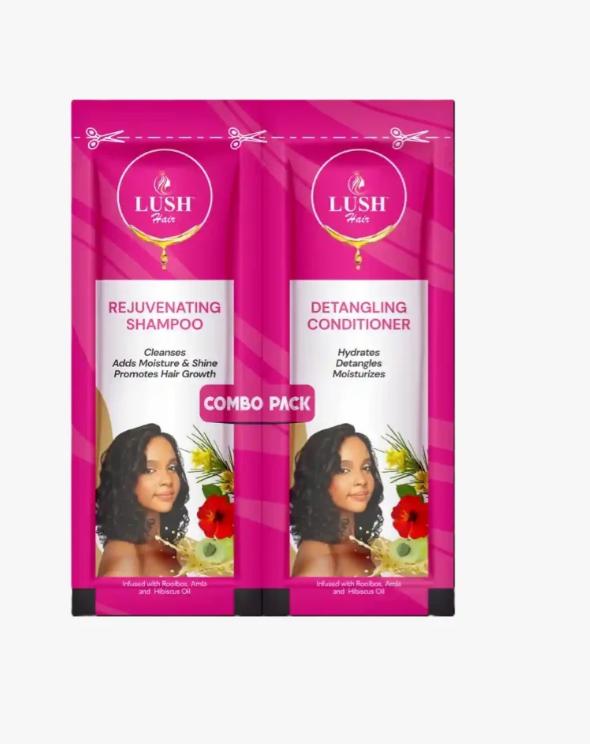 LUSH
Hair
REJUVENATING
SHAMPOO
Cleanses
Adds Moisture & Shine
Promotes Hair Growth
Infused with Rooibos, Amla
and Hibiscus Oil
COMBO PACK
LUSH
Hair
DETANGLING
CONDITIONER
Hydrates
Detangles
Moisturizes
Infused with Rooibos, Amla
and Hibiscus Oil